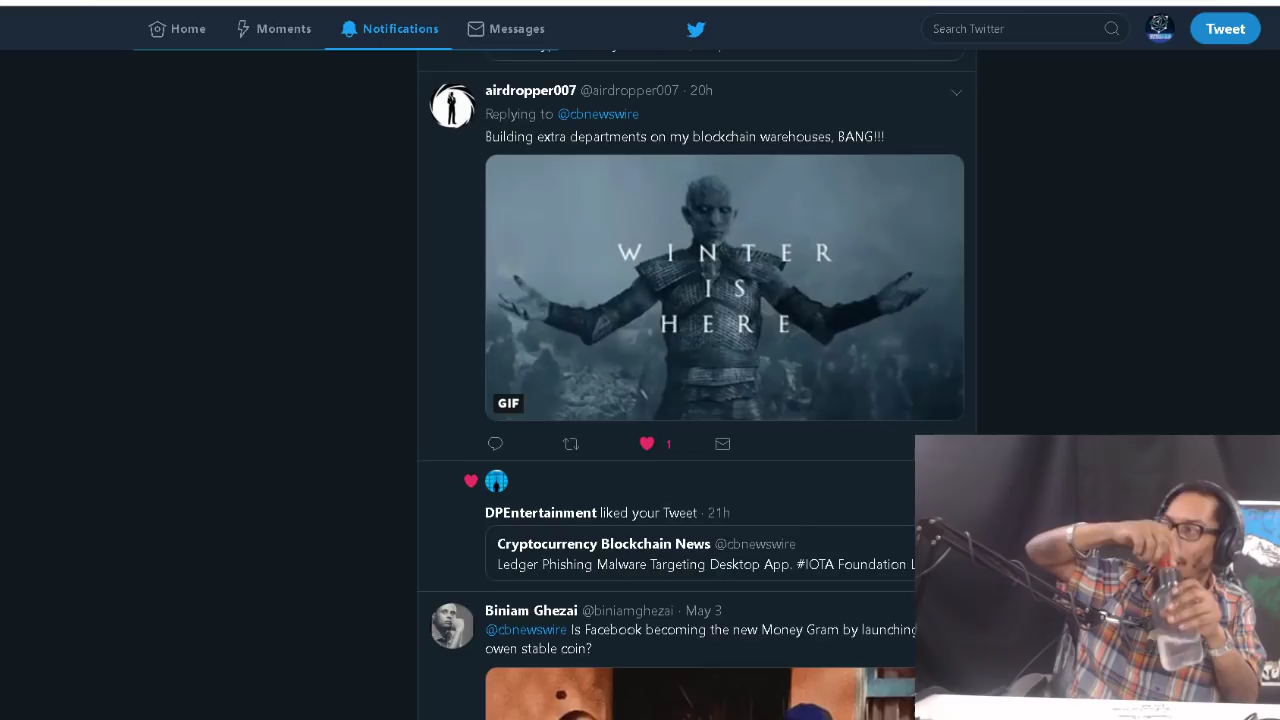 Home
Moments
Notifications
Messages
Search Twitter
Tweet
airdropper007 @airdropper007 · 20h
Replying to @cbnewswire
Building extra departments on my blockchain warehouses, BANG!!!
WINTER
IS
HERE
GIF
1
DPEntertainment liked your Tweet · 21h
Cryptocurrency Blockchain News @cbnewswire
Ledger Phishing Malware Targeting Desktop App. #IOTA Foundation L
Biniam Ghezai @biniamghezai · May 3
@cbnewswire Is Facebook becoming the new Money Gram by launching
owen stable coin?